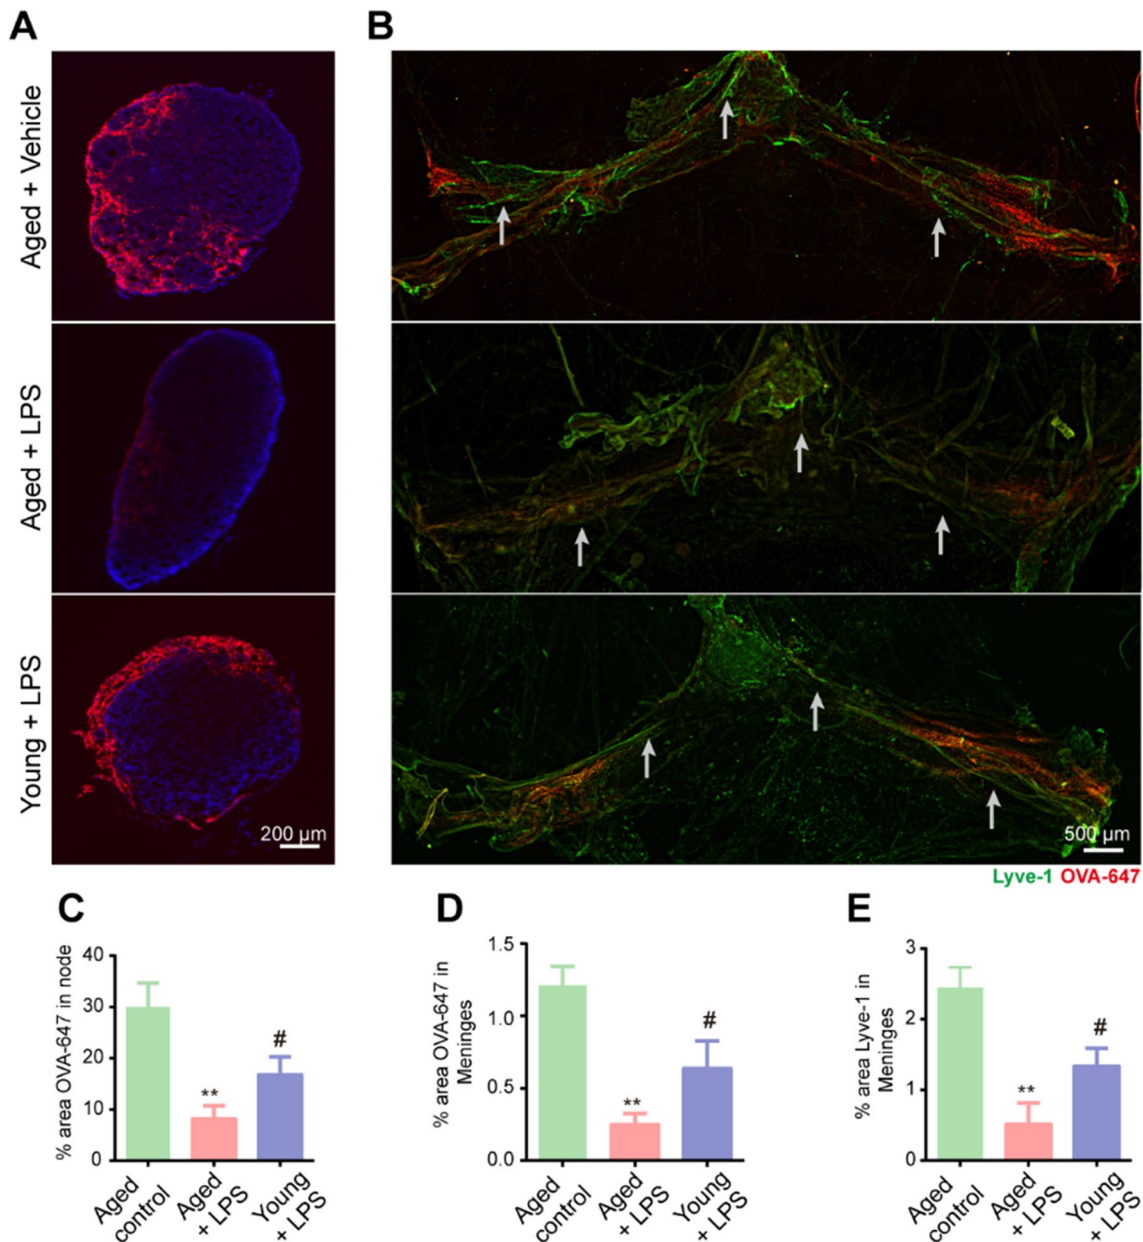 A
B
Aged + Vehicle
Aged + LPS
Young + LPS
200 µm
500 µm
Lyve-1 OVA-647
C
% area OVA-647 in node
40
30
20
10
0
**
#
Aged
control
Aged
+ LPS
Young
+ LPS
D
% area OVA-647 in
Meninges
1.5
1.0
0.5
0.0
**
#
Aged
control
Aged
+ LPS
Young
+ LPS
E
% area Lyve-1 in
Meninges
3
2
1
0
**
#
Aged
control
Aged
+ LPS
Young
+ LPS